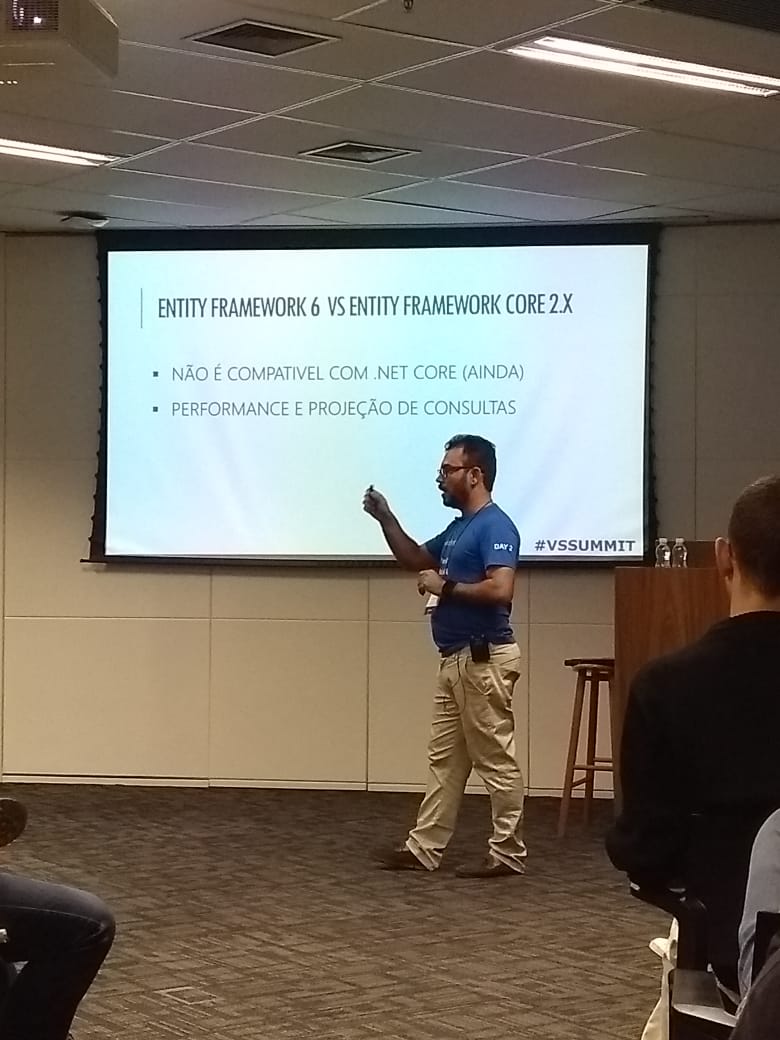 ENTITY FRAMEWORK 6 VS ENTITY FRAMEWORK CORE 2.X
▪ NÃO É COMPATIVEL COM .NET CORE (AINDA)
▪ PERFORMANCE E PROJEÇÃO DE CONSULTAS
DAY 2
#VSSUMMIT